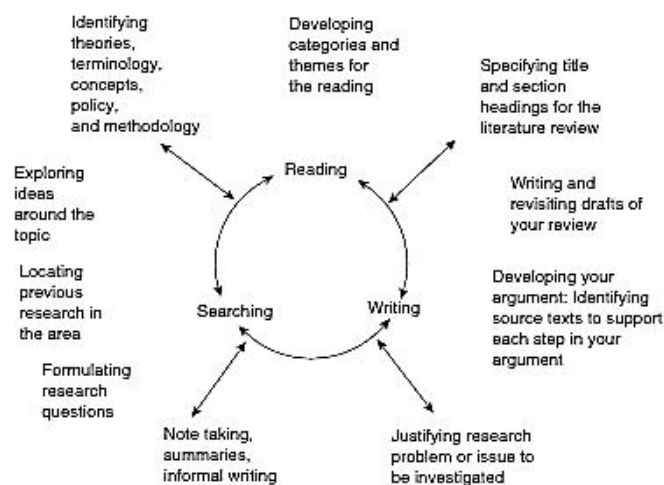 Identifying
theories,
terminology,
concepts,
policy,
and methodology
Developing
categories and
themes for
the reading
Specifying title
and section
headings for the
literature review
Reading
Exploring
ideas
around the
topic
Writing and
revisiting drafts of
your review
Locating
previous
research in
the area
Searching
Writing
Developing your
argument: Identifying
source texts to support
each step in your
argument
Formulating
research
questions
Note taking,
summaries,
informal writing
Justifying research
problem or issue to
be investigated